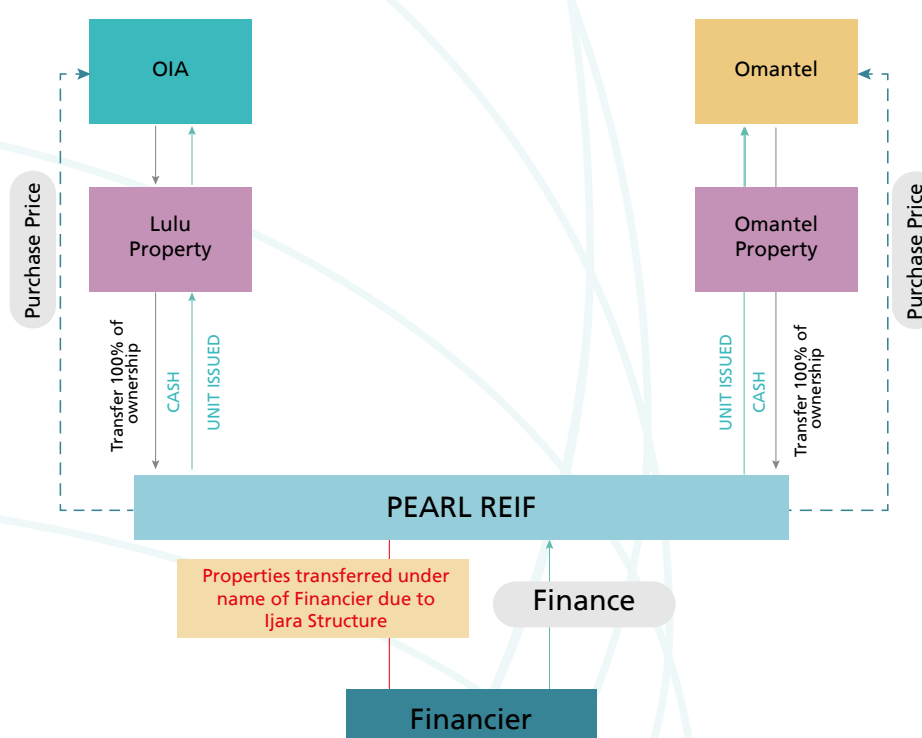 OIA
Omantel
Purchase Price
Lulu
Property
Omantel
Property
Purchase Price
Transfer 100% of
ownership
CASH
UNIT ISSUED
UNIT ISSUED
CASH
Transfer 100% of
ownership
PEARL REIF
Properties transferred under
name of Financier due to
Ijara Structure
Finance
Financier